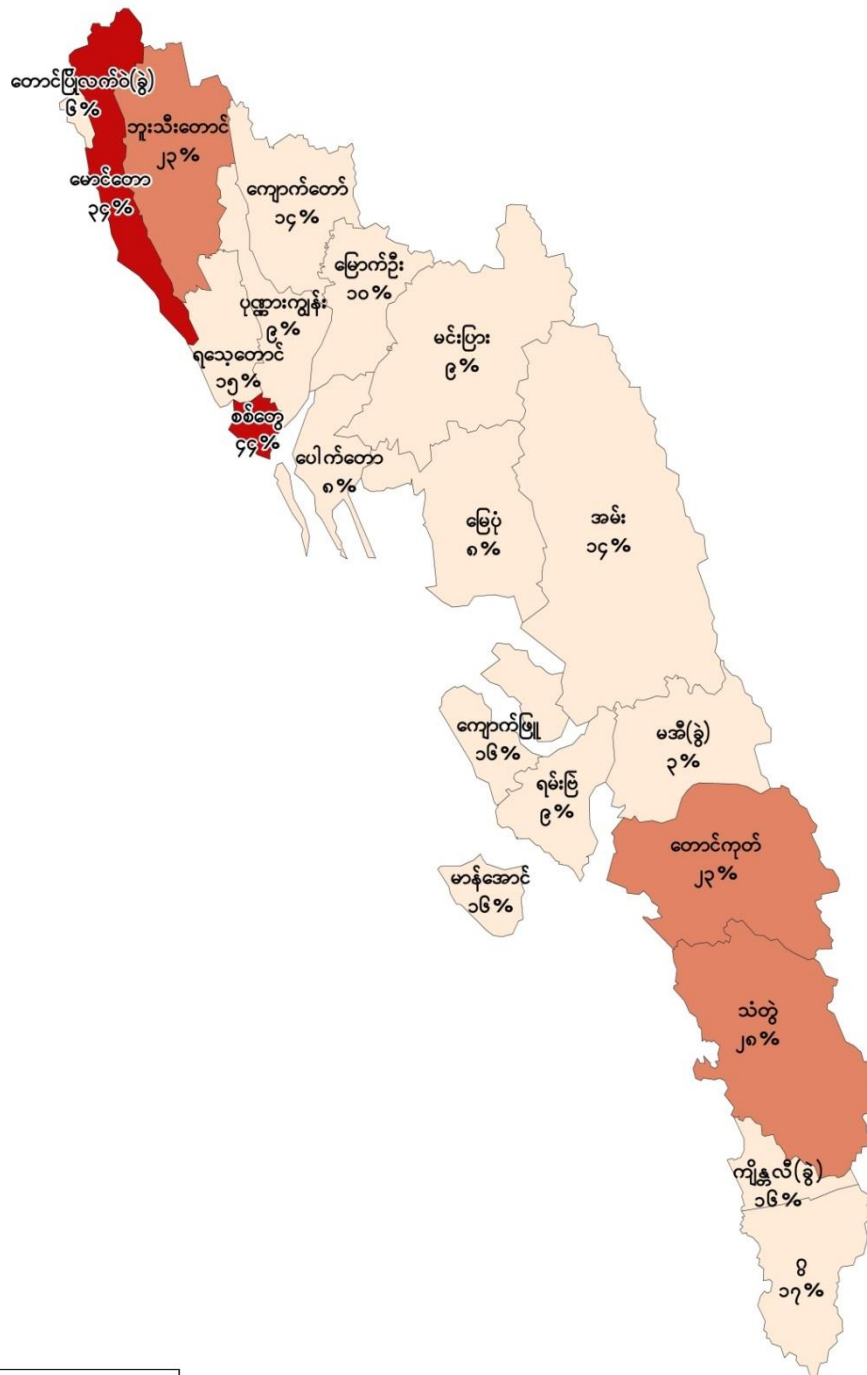 တောင်ပြိုလက်ဝဲ(ခွဲ)
၆%
ဘူးသီးတောင်
၂၃%
မောင်တော
၃၄%
ကျောက်တော်
၁၄%
မြောက်ဦး
၁၀%
ပုဏ္ဏားကျွန်း
၉%
မင်းပြား
၉%
ရသေ့တောင်
၁၅%
စစ်တွေ
၄၄%
ပေါက်တော
၈%
မြေပုံ
၈%
အမ်း
၁၄%
ကျောက်ဖြူ
၁၆%
မအီ(ခွဲ)
၃%
ရမ်းဗြဲ
၉%
တောင်ကုတ်
၂၃%
မာန်အောင်
၁၆%
သံတွဲ
၂၈%
ကျိန္တလီ(ခွဲ)
၁၆%
ဂွ
၁၇%